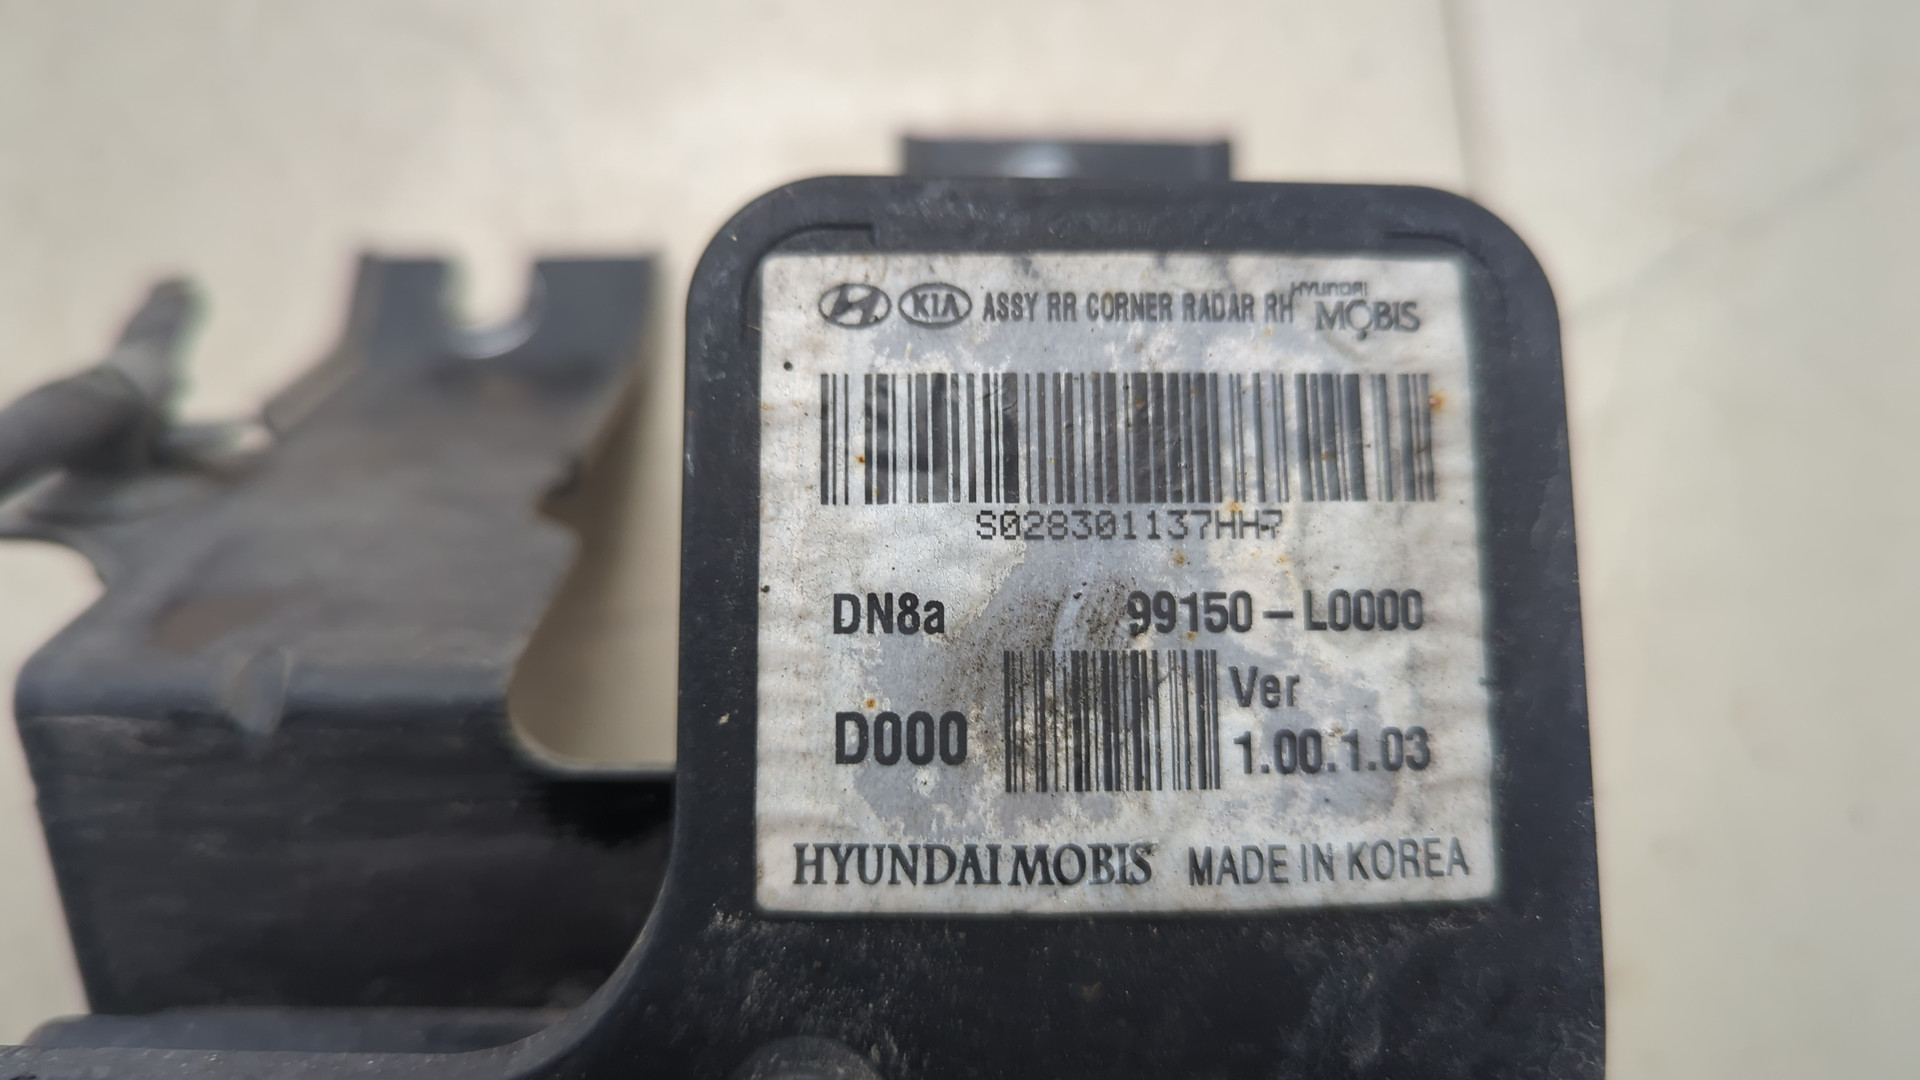 KIA ASSY RR CORNER RADAR RH HYUNDAI MOBIS
S028301137HH7
DN8a 99150-L0000
D000 Ver 1.00.1.03
HYUNDAI MOBIS MADE IN KOREA